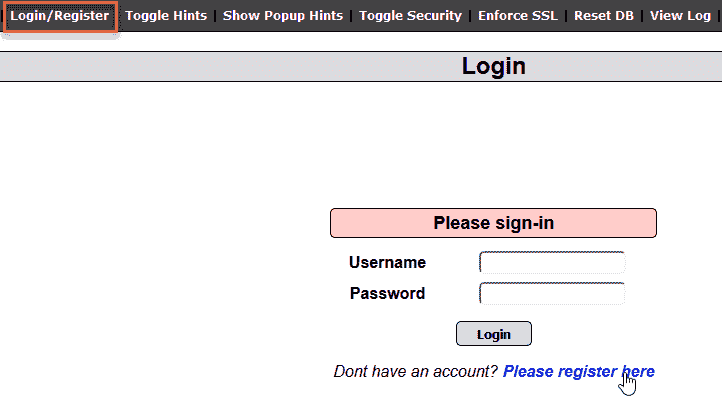 Login/Register | Toggle Hints | Show Popup Hints | Toggle Security | Enforce SSL | Reset DB | View Log |
Login
Please sign-in
Username
Password
Login
Dont have an account? Please register here